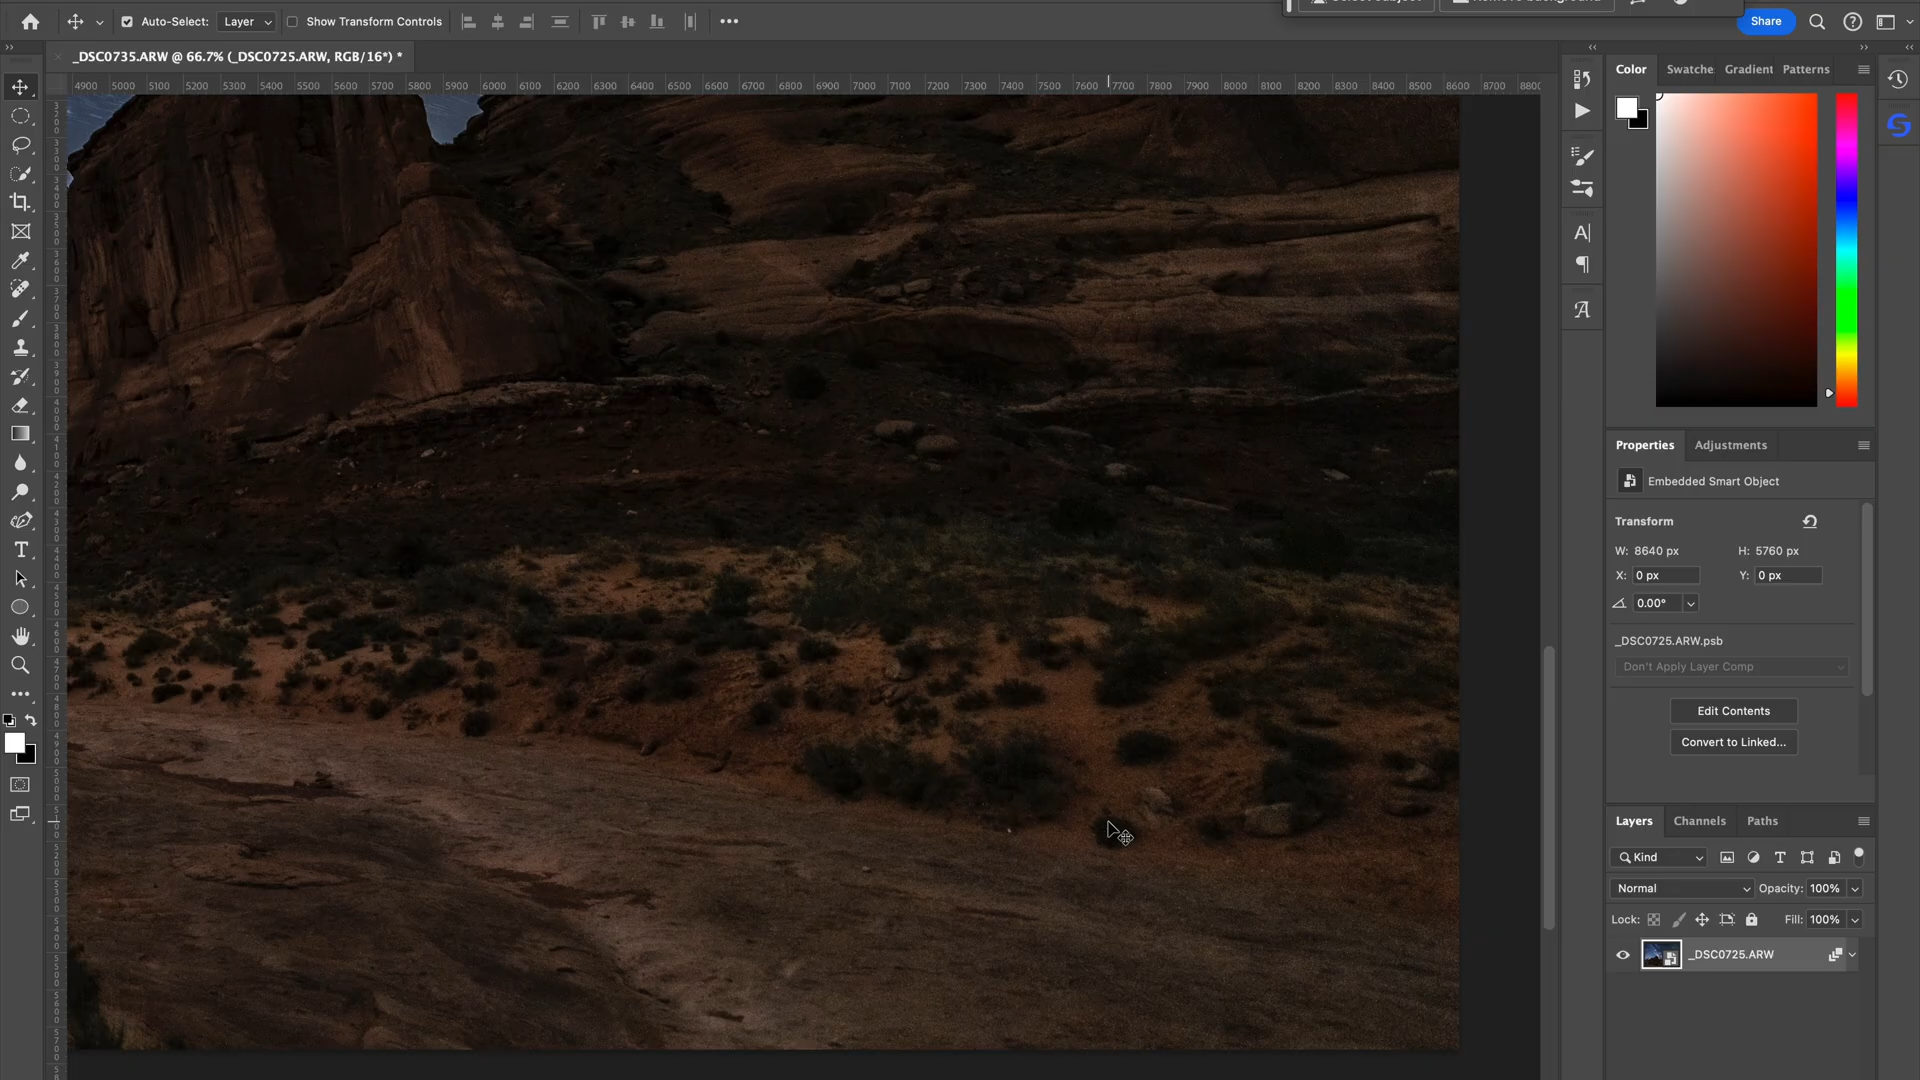 Auto-Select: Layer Show Transform Controls Share
_DSC0735.ARW @ 66.7% (_DSC0725.ARW, RGB/16*) *
4900 5000 5100 5200 5300 5400 5500 5600 5700 5800 5900 6000 6100 6200 6300 6400 6500 6600 6700 6800 6900 7000 7100 7200 7300 7400 7500 7600 7700 7800 7900 8000 8100 8200 8300 8400 8500 8600 8700
Color Swatche Gradient Patterns
Properties Adjustments
Embedded Smart Object
Transform
W: 8640 px H: 5760 px
X: 0 px Y: 0 px
0.00°
_DSC0725.ARW.psb
Don't Apply Layer Comp
Edit Contents
Convert to Linked...
Layers Channels Paths
Kind
Normal Opacity: 100%
Lock: Fill: 100%
_DSC0725.ARW